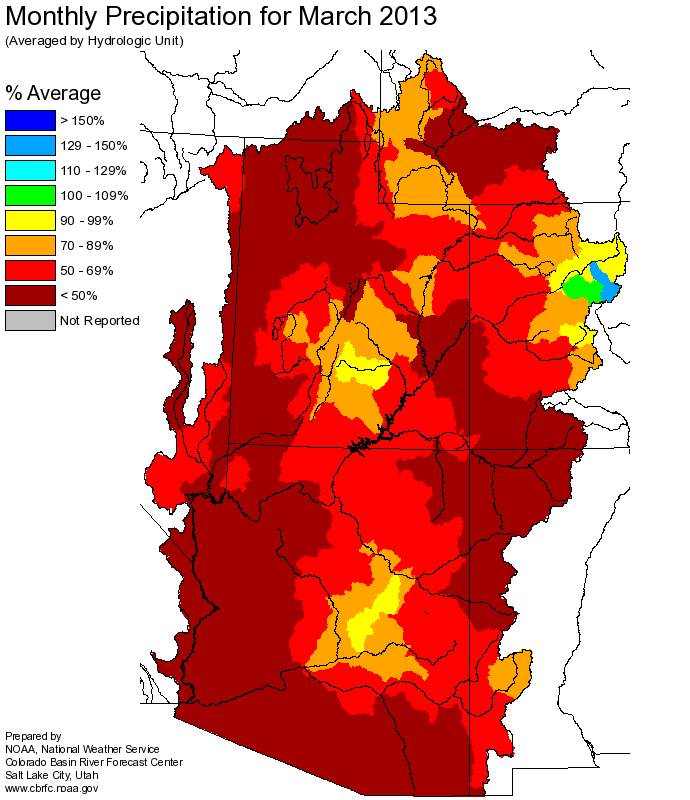 Monthly Precipitation for March 2013
(Averaged by Hydrologic Unit)
% Average
> 150%
129 - 150%
110 - 129%
100 - 109%
90 - 99%
70 - 89%
50 - 69%
< 50%
Not Reported
Prepared by
NOAA, National Weather Service
Colorado Basin River Forecast Center
Salt Lake City, Utah
www.cbrfc.noaa.gov